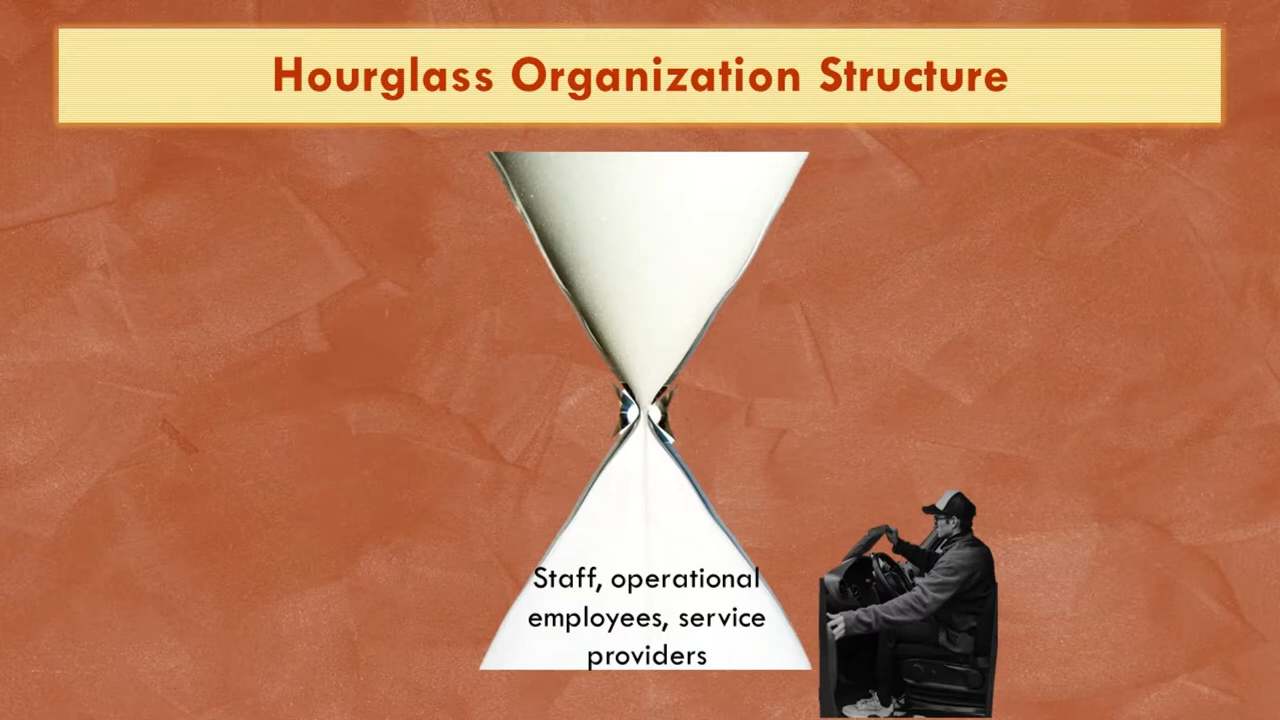 Hourglass Organization Structure
Staff, operational
employees, service
providers